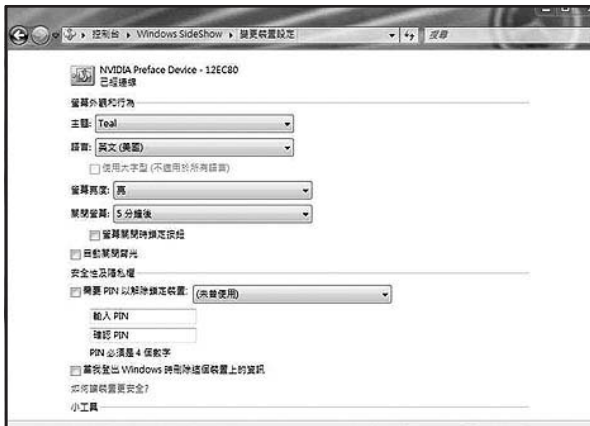 控制台 ▸ Windows SideShow ▸ 變更裝置設定
搜尋
NVIDIA Preface Device - 12EC80
已經連線
螢幕外觀和行為
主題: Teal
語言: 英文 (美國)
使用大字型 (不適用於所有語言)
螢幕亮度: 亮
關閉螢幕: 5 分鐘後
螢幕關閉時鎖定按鈕
自動關閉背光
安全性及隱私權
需要 PIN 以解除鎖定裝置: (未曾使用)
輸入 PIN
確認 PIN
PIN 必須是 4 個數字
當我登出 Windows 時刪除這個裝置上的資訊
如何讓裝置更安全?
小工具